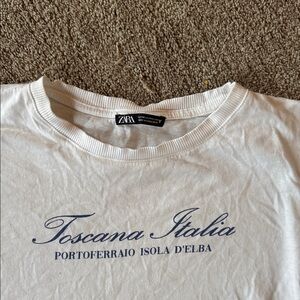 ZARA
Toscana Italia
PORTOFERRAIO ISOLA D'ELBA